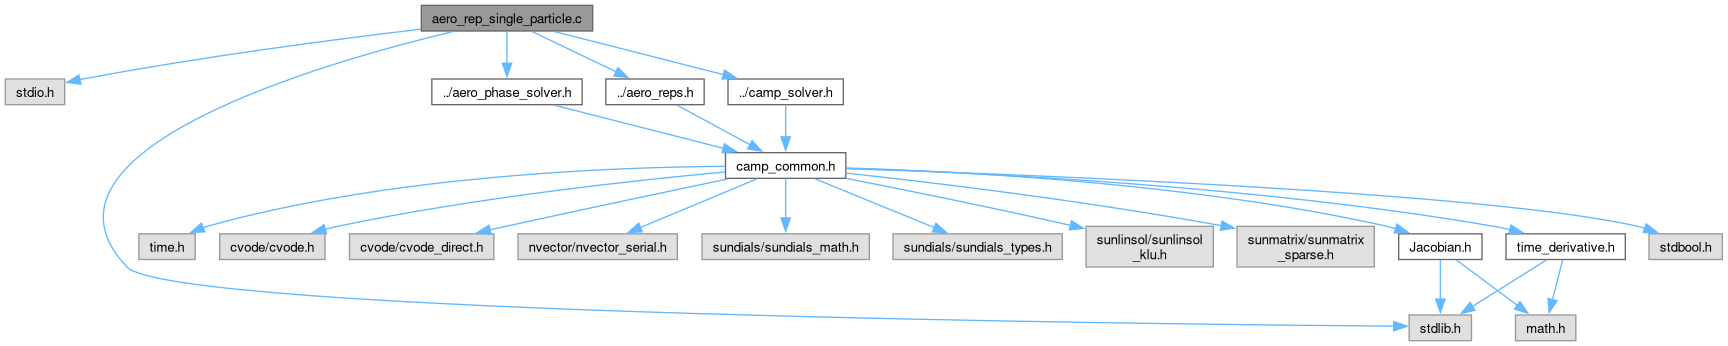 aero_rep_single_particle.c
stdio.h
../aero_phase_solver.h
../aero_reps.h
../camp_solver.h
camp_common.h
time.h
cvode/cvode.h
cvode/cvode_direct.h
nvector/nvector_serial.h
sundials/sundials_math.h
sundials/sundials_types.h
sunlinsol/sunlinsol
_klu.h
sunmatrix/sunmatrix
_sparse.h
Jacobian.h
time_derivative.h
stdbool.h
stdlib.h
math.h